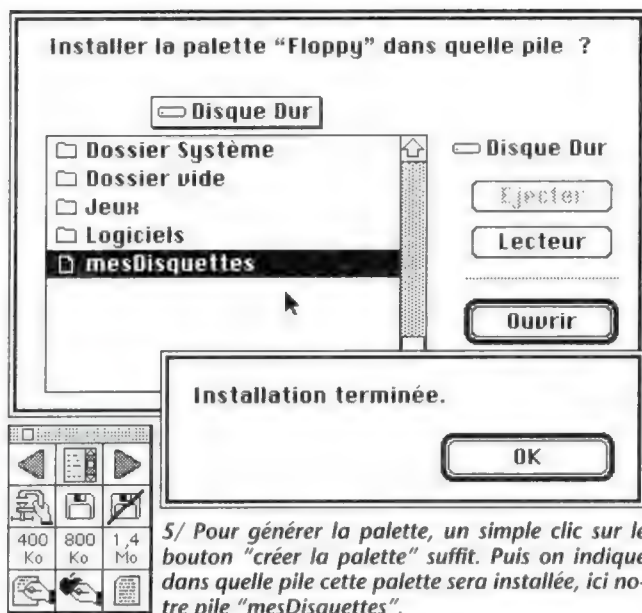 Installer la palette “Floppy” dans quelle pile ?
Disque Dur
Dossier Système
Dossier vide
Jeux
Logiciels
mesDisquettes
Disque Dur
Ejecter
Lecteur
Ouvrir
Installation terminée.
OK
400 Ko
800 Ko
1,4 Mo
5/ Pour générer la palette, un simple clic sur le
bouton "créer la palette" suffit. Puis on indique
dans quelle pile cette palette sera installée, ici no-
tre pile "mesDisquettes".